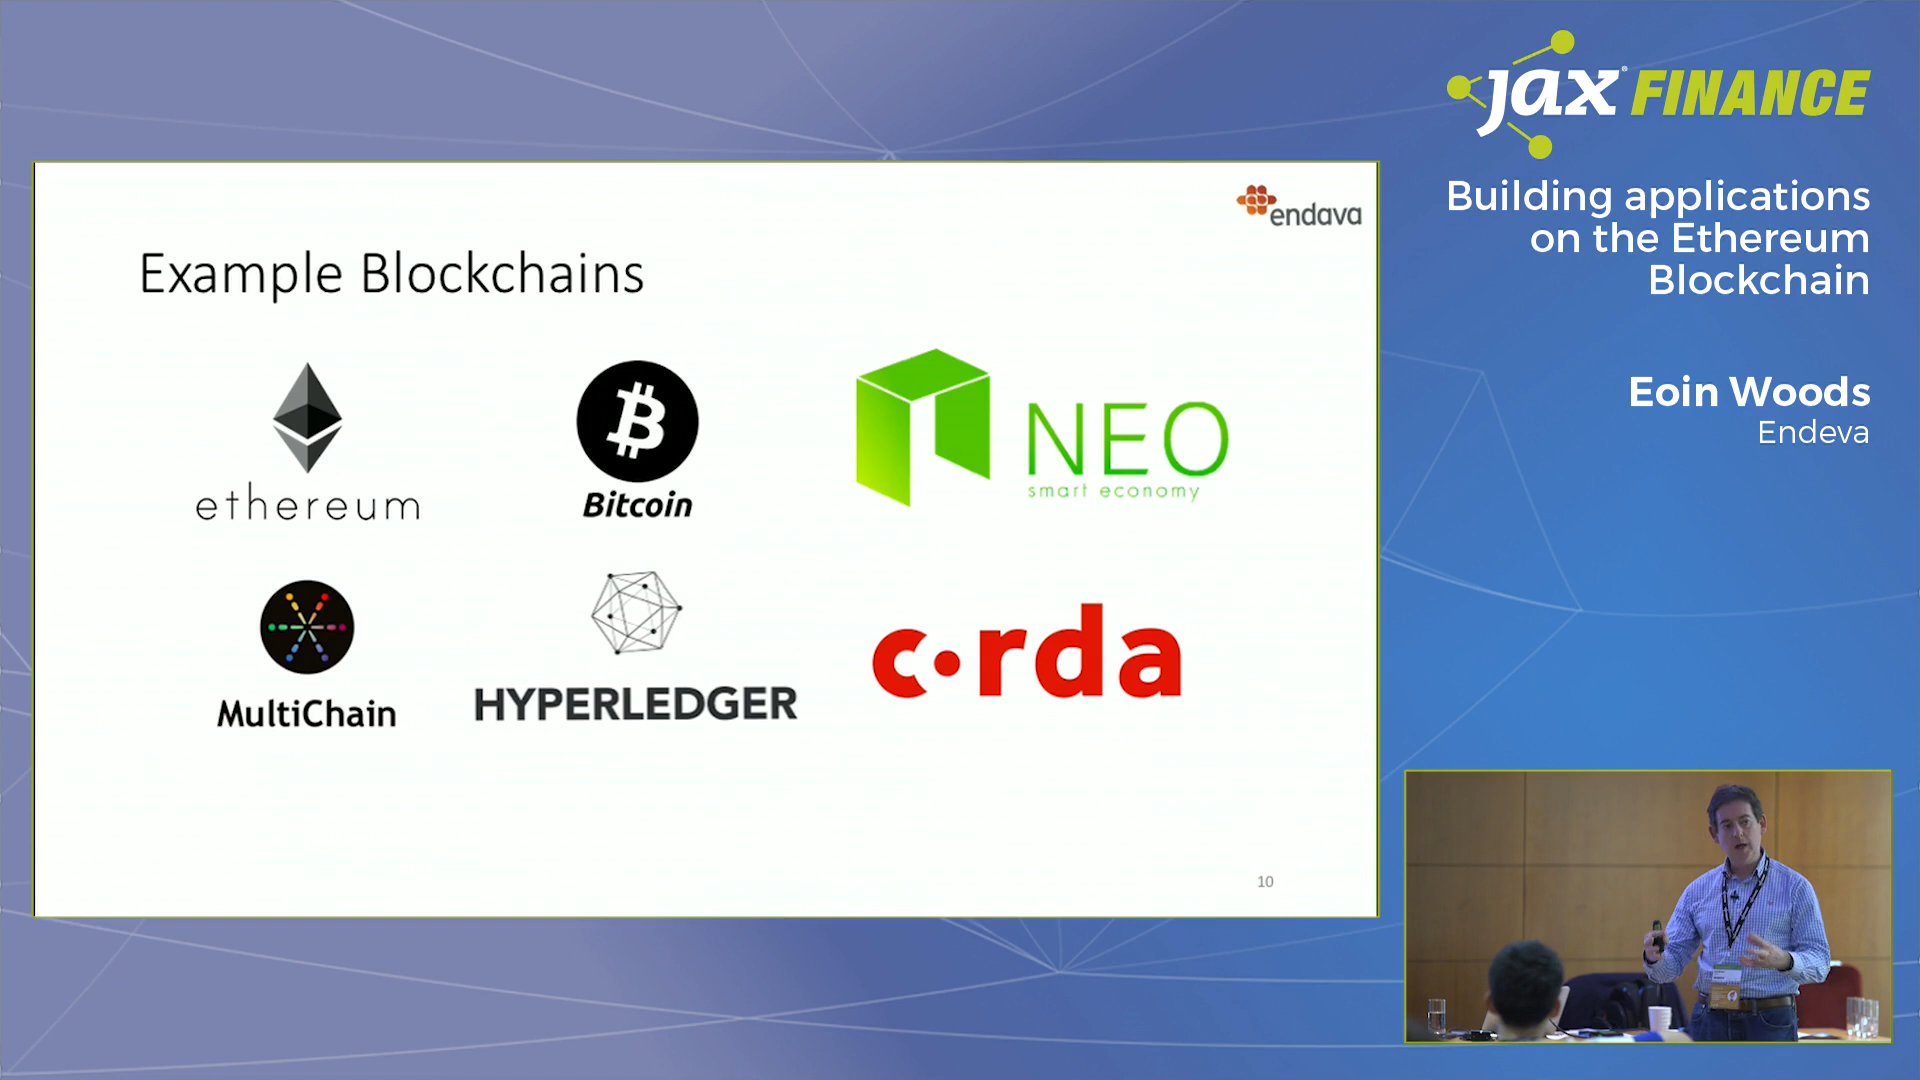 jax® FINANCE
Building applications
on the Ethereum
Blockchain
Eoin Woods
Endeva
endava
Example Blockchains
ethereum
Bitcoin
NEO
smart economy
MultiChain
HYPERLEDGER
c·rda
10